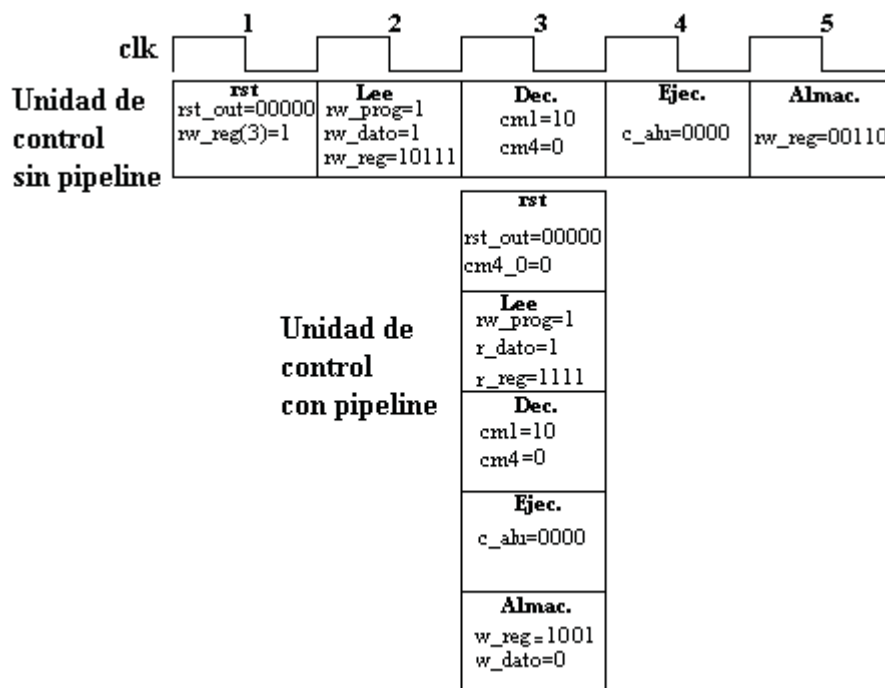 1 2 3 4 5
clk
Unidad de
control
sin pipeline
rst
rst_out=00000
rw_reg(3)=1
Lee
rw_prog=1
rw_dato=1
rw_reg=10111
Dec.
cm1=10
cm4=0
Ejec.
c_alu=0000
Almac.
rw_reg=00110
Unidad de
control
con pipeline
rst
rst_out=00000
cm4_0=0
Lee
rw_prog=1
r_dato=1
r_reg=1111
Dec.
cm1=10
cm4=0
Ejec.
c_alu=0000
Almac.
w_reg=1001
w_dato=0